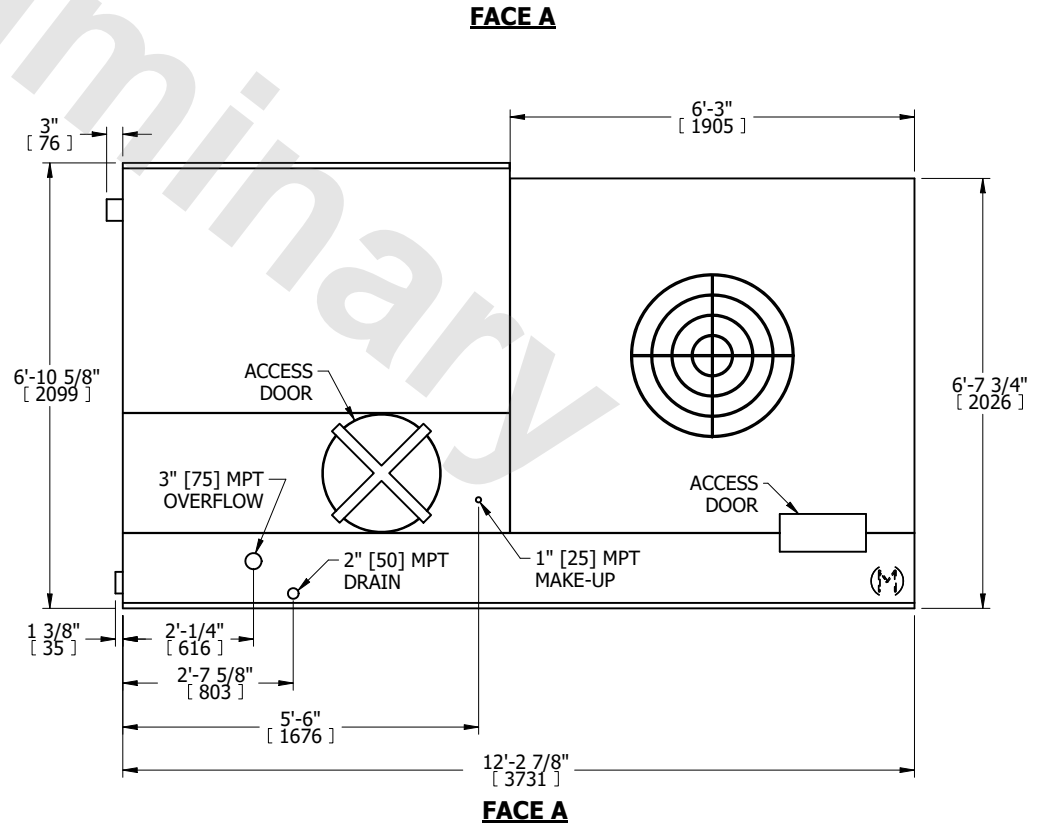 FACE A
6'-3"
[ 1905 ]
3"
[ 76 ]
6'-10 5/8"
[ 2099 ]
ACCESS
DOOR
6'-7 3/4"
[ 2026 ]
3" [75] MPT
OVERFLOW
ACCESS
DOOR
2" [50] MPT
DRAIN
1" [25] MPT
MAKE-UP
M
1 3/8"
[ 35 ]
2'-1/4"
[ 616 ]
2'-7 5/8"
[ 803 ]
5'-6"
[ 1676 ]
12'-2 7/8"
[ 3731 ]
FACE A
minary